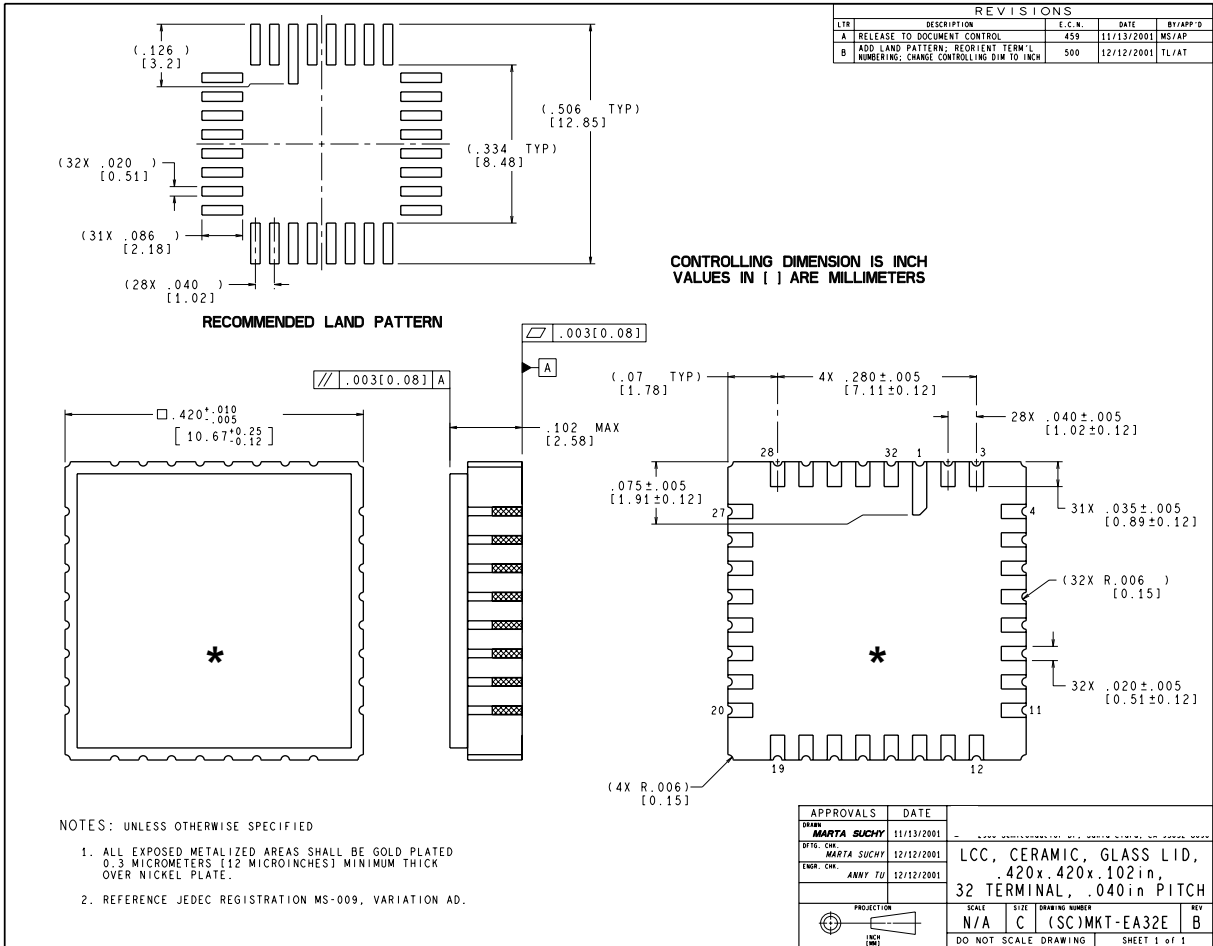 REVISIONS
LTR DESCRIPTION E.C.N. DATE BY/APP'D
A RELEASE TO DOCUMENT CONTROL 459 11/13/2001 MS/AP
B ADD LAND PATTERN; REORIENT TERM'L NUMBERING; CHANGE CONTROLLING DIM TO INCH 500 12/12/2001 TL/AT
(.126 )
[3.2]
(.506 TYP)
[12.85]
(.334 TYP)
[8.48]
(32X .020 )
[0.51]
(31X .086 )
[2.18]
(28X .040 )
[1.02]
RECOMMENDED LAND PATTERN
CONTROLLING DIMENSION IS INCH
VALUES IN [ ] ARE MILLIMETERS
⏥ .003[0.08]
A
// .003[0.08] A
□.420+.010 -.005
[10.67+0.25 -0.12]
.102 MAX
[2.58]
(.07 TYP)
[1.78]
4X .280±.005
[7.11±0.12]
28X .040±.005
[1.02±0.12]
28 32 1 3
.075±.005
[1.91±0.12]
31X .035±.005
[0.89±0.12]
27 4
(32X R.006 )
[0.15]
*
*
32X .020±.005
[0.51±0.12]
20 11
19 12
(4X R.006)
[0.15]
NOTES: UNLESS OTHERWISE SPECIFIED
1. ALL EXPOSED METALIZED AREAS SHALL BE GOLD PLATED
0.3 MICROMETERS [12 MICROINCHES] MINIMUM THICK
OVER NICKEL PLATE.
2. REFERENCE JEDEC REGISTRATION MS-009, VARIATION AD.
APPROVALS DATE
DRAWN MARTA SUCHY 11/13/2001
DFTG. CHK. MARTA SUCHY 12/12/2001
ENGR. CHK. ANNY TU 12/12/2001
LCC, CERAMIC, GLASS LID,
.420x.420x.102in,
32 TERMINAL, .040in PITCH
PROJECTION
INCH
[MM]
SCALE SIZE DRAWING NUMBER REV
N/A C (SC)MKT-EA32E B
DO NOT SCALE DRAWING SHEET 1 of 1